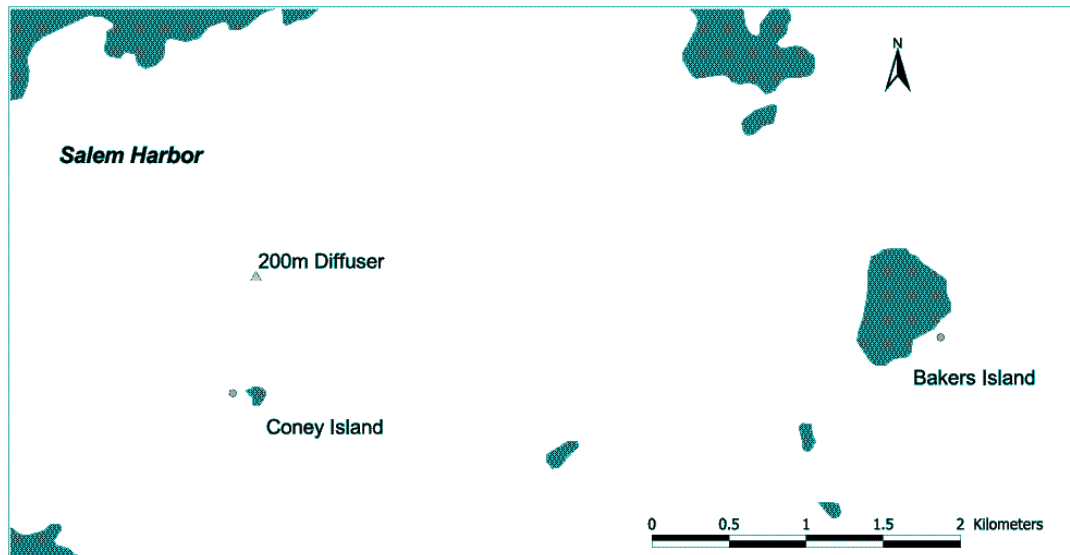 N
Salem Harbor
200m Diffuser
Bakers Island
Coney Island
0 0.5 1 1.5 2 Kilometers